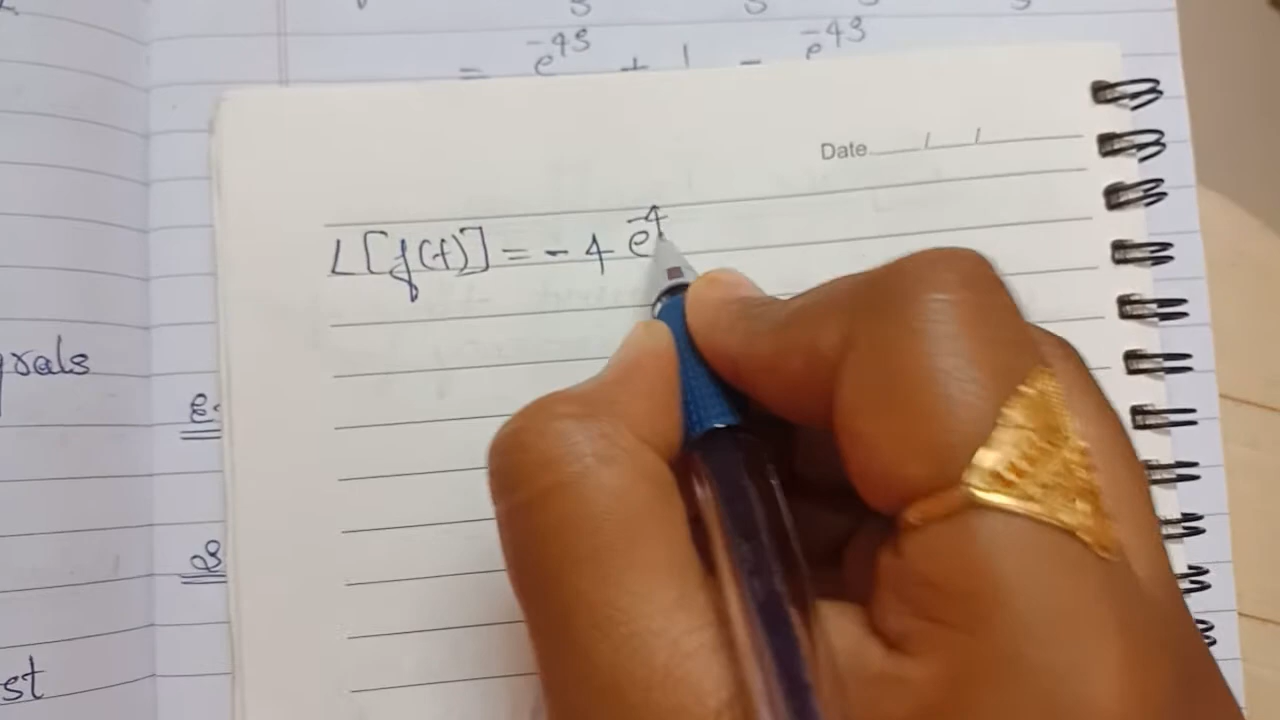 = e^-4s + 1 - e^-4s
Date / /
L[f(t)] = - 4 e^-4
grals
e.
st